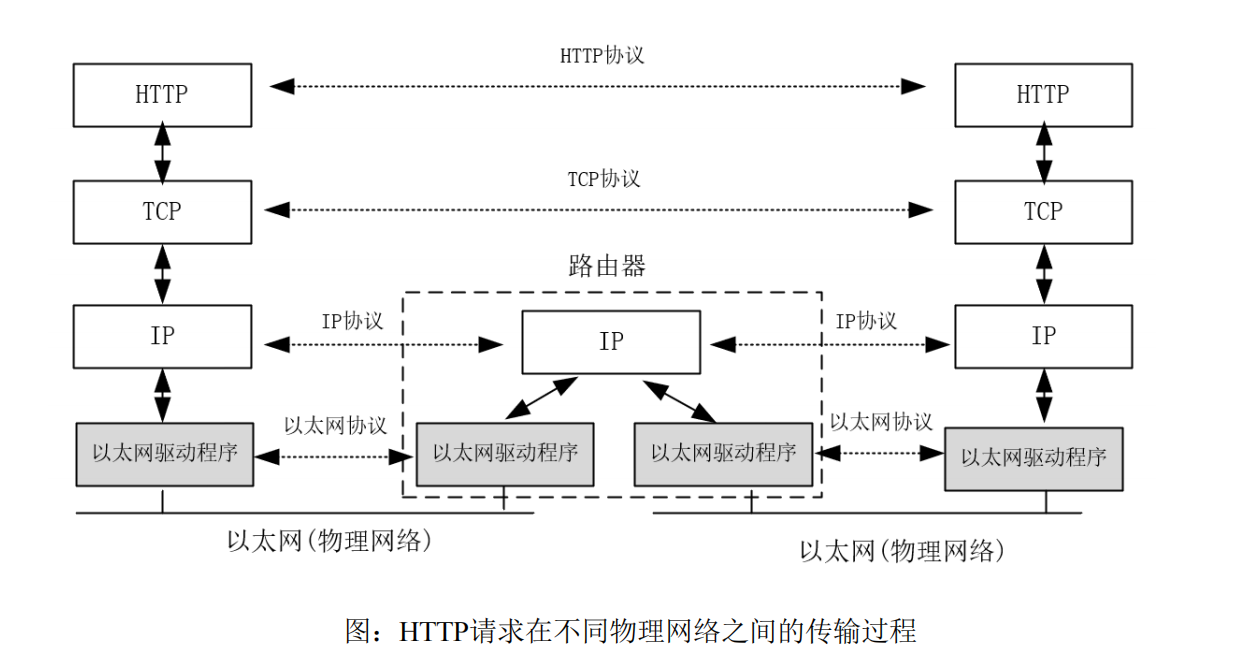 HTTP协议
HTTP
HTTP
TCP协议
TCP
TCP
路由器
IP协议
IP协议
IP
IP
IP
以太网协议
以太网协议
以太网驱动程序
以太网驱动程序
以太网驱动程序
以太网驱动程序
以太网(物理网络)
以太网(物理网络)
图：HTTP请求在不同物理网络之间的传输过程